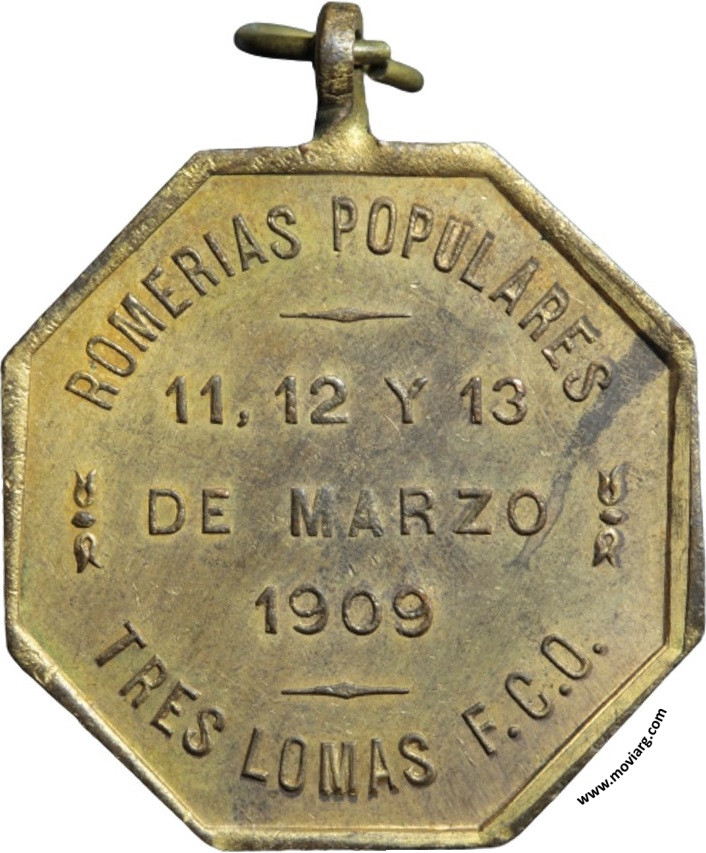 ROMERIAS POPULARES
11, 12 Y 13
DE MARZO
1909
TRES LOMAS F.C.O.
www.moviarg.com